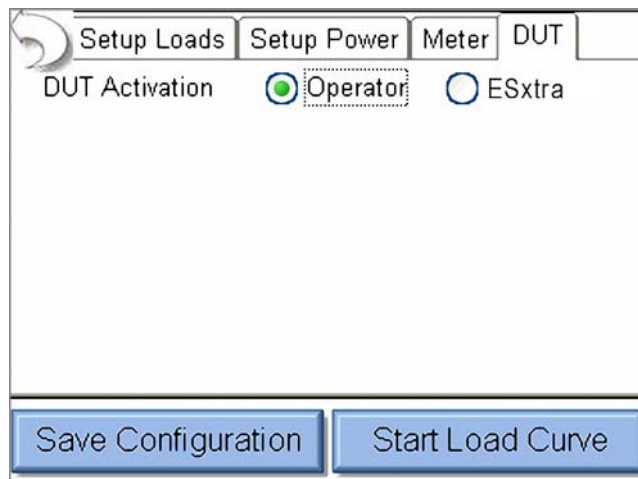 Setup Loads Setup Power Meter DUT
DUT Activation Operator ESxtra
Save Configuration Start Load Curve